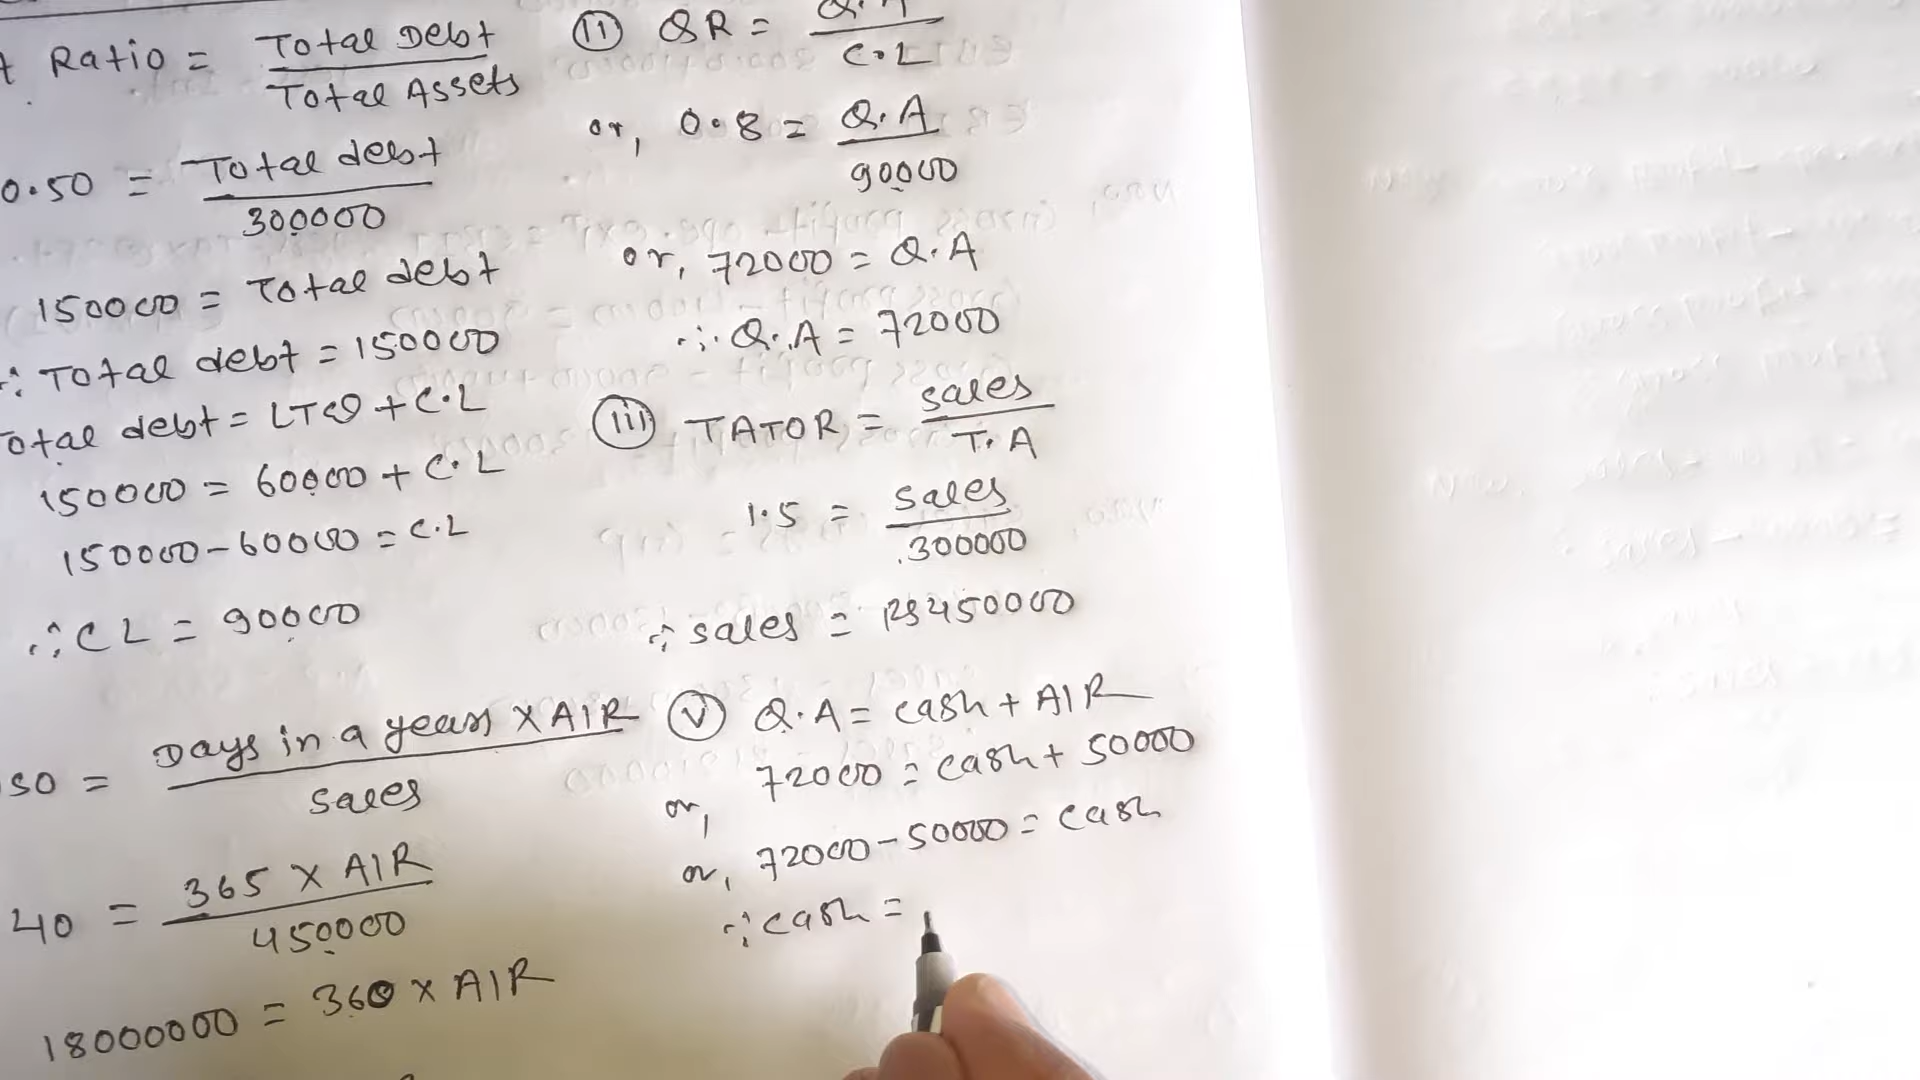 t Ratio = Total Debt
Total Assets
0.50 = Total debt
300000
150000 = Total debt
∴ Total debt = 150000
Total debt = LTD + C.L
150000 = 60000 + C.L
150000 - 60000 = C.L
∴ CL = 90000
(ii) QR = Q.A
C.L
or, 0.8 = Q.A
90000
or, 72000 = Q.A
∴ Q.A = 72000
(iii) TATOR = Sales
T.A
1.5 = Sales
300000
∴ Sales = RS 450000
DSO = Days in a years X A/R
Sales
40 = 365 X A/R
450000
18000000 = 360 X A/R
(v) Q.A = Cash + A/R
or, 72000 = Cash + 50000
or, 72000 - 50000 = Cash
∴ Cash =